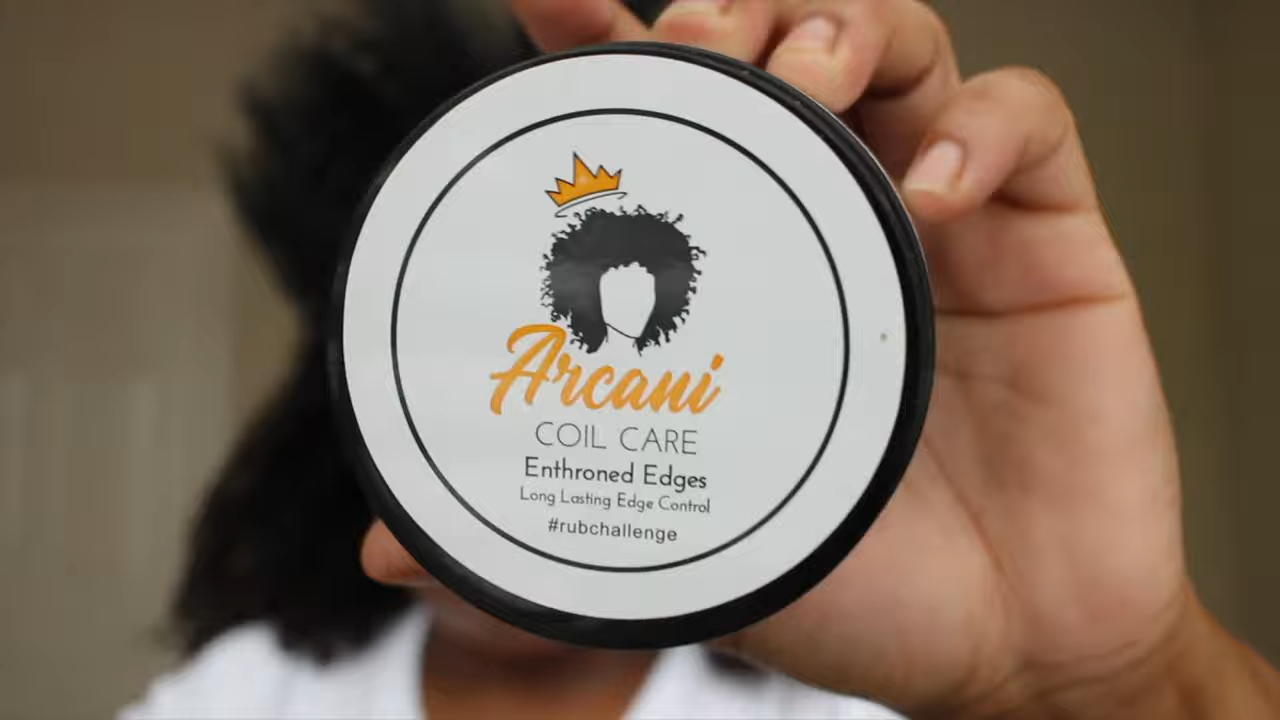 Arcani
COIL CARE
Enthroned Edges
Long Lasting Edge Control
#rubchallenge